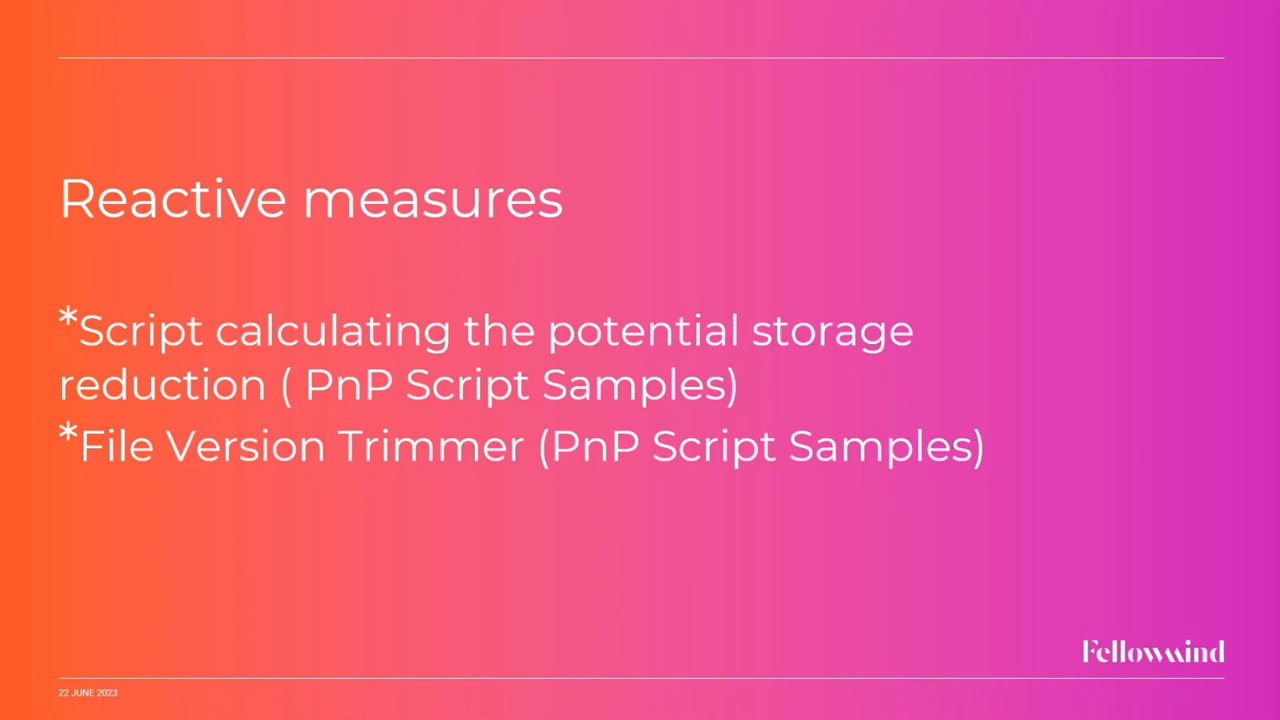 Reactive measures
*Script calculating the potential storage
reduction ( PnP Script Samples)
*File Version Trimmer (PnP Script Samples)
Fellowmind
22 JUNE 2023